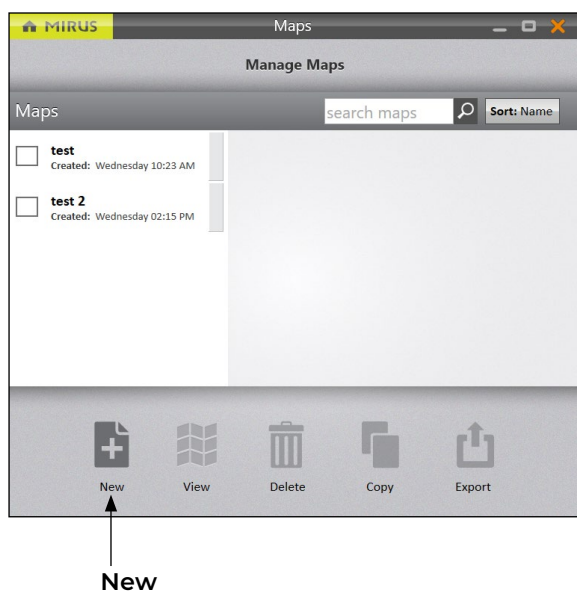 MIRUS Maps
Manage Maps
Maps search maps Sort: Name
test
Created: Wednesday 10:23 AM
test 2
Created: Wednesday 02:15 PM
New View Delete Copy Export
New